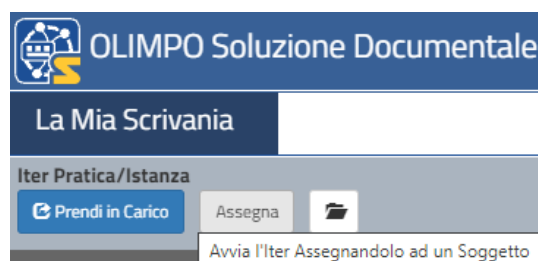 OLIMPO Soluzione Documentale
La Mia Scrivania
Iter Pratica/Istanza
Prendi in Carico Assegna
Avvia l'Iter Assegnandolo ad un Soggetto